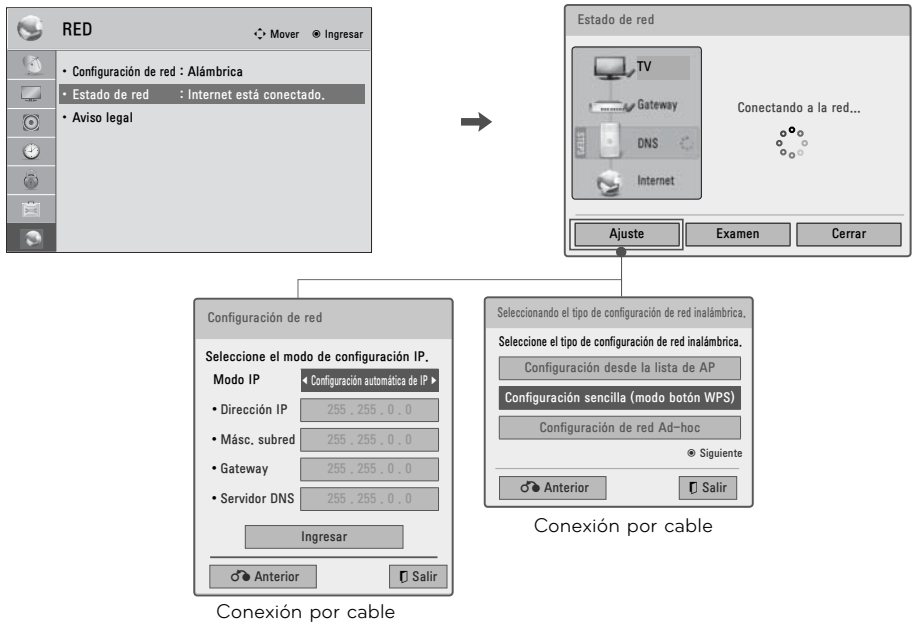 RED
Mover Ingresar
• Configuración de red : Alámbrica
• Estado de red : Internet está conectado.
• Aviso legal
Estado de red
TV
Gateway
DNS
Internet
Conectando a la red...
Ajuste Examen Cerrar
Configuración de red
Seleccione el modo de configuración IP.
Modo IP Configuración automática de IP
• Dirección IP 255 . 255 . 0 . 0
• Másc. subred 255 . 255 . 0 . 0
• Gateway 255 . 255 . 0 . 0
• Servidor DNS 255 . 255 . 0 . 0
Ingresar
Anterior Salir
Conexión por cable
Seleccionando el tipo de configuración de red inalámbrica.
Seleccione el tipo de configuración de red inalámbrica.
Configuración desde la lista de AP
Configuración sencilla (modo botón WPS)
Configuración de red Ad-hoc
Siguiente
Anterior Salir
Conexión por cable